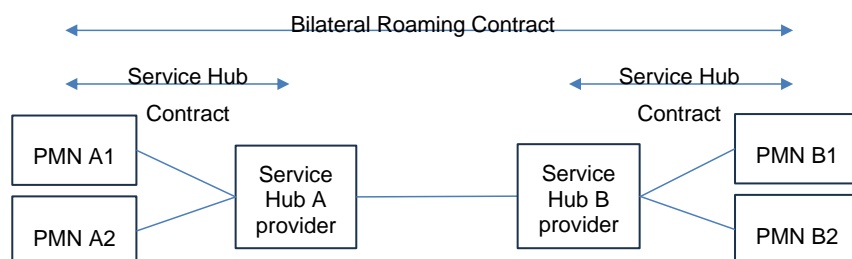 Bilateral Roaming Contract
Service Hub
Contract
Service Hub
Contract
PMN A1
PMN A2
Service
Hub A
provider
Service
Hub B
provider
PMN B1
PMN B2